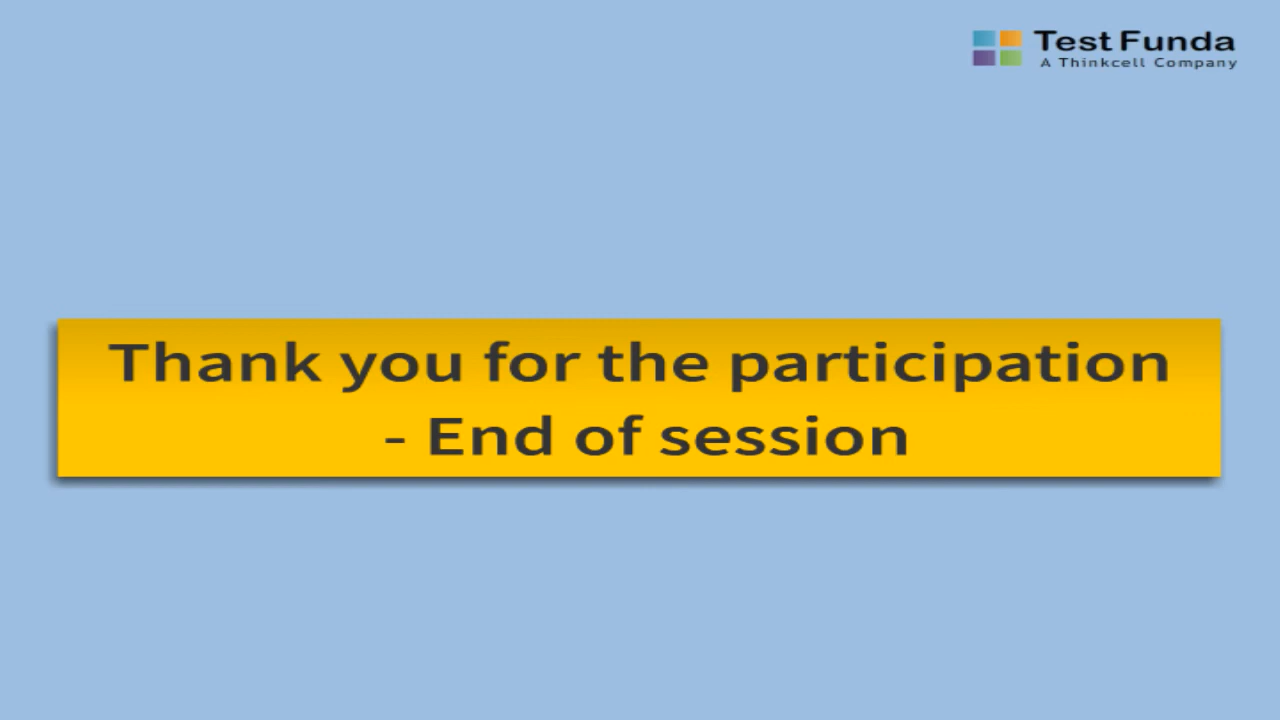 Test Funda
A Thinkcell Company
Thank you for the participation
- End of session